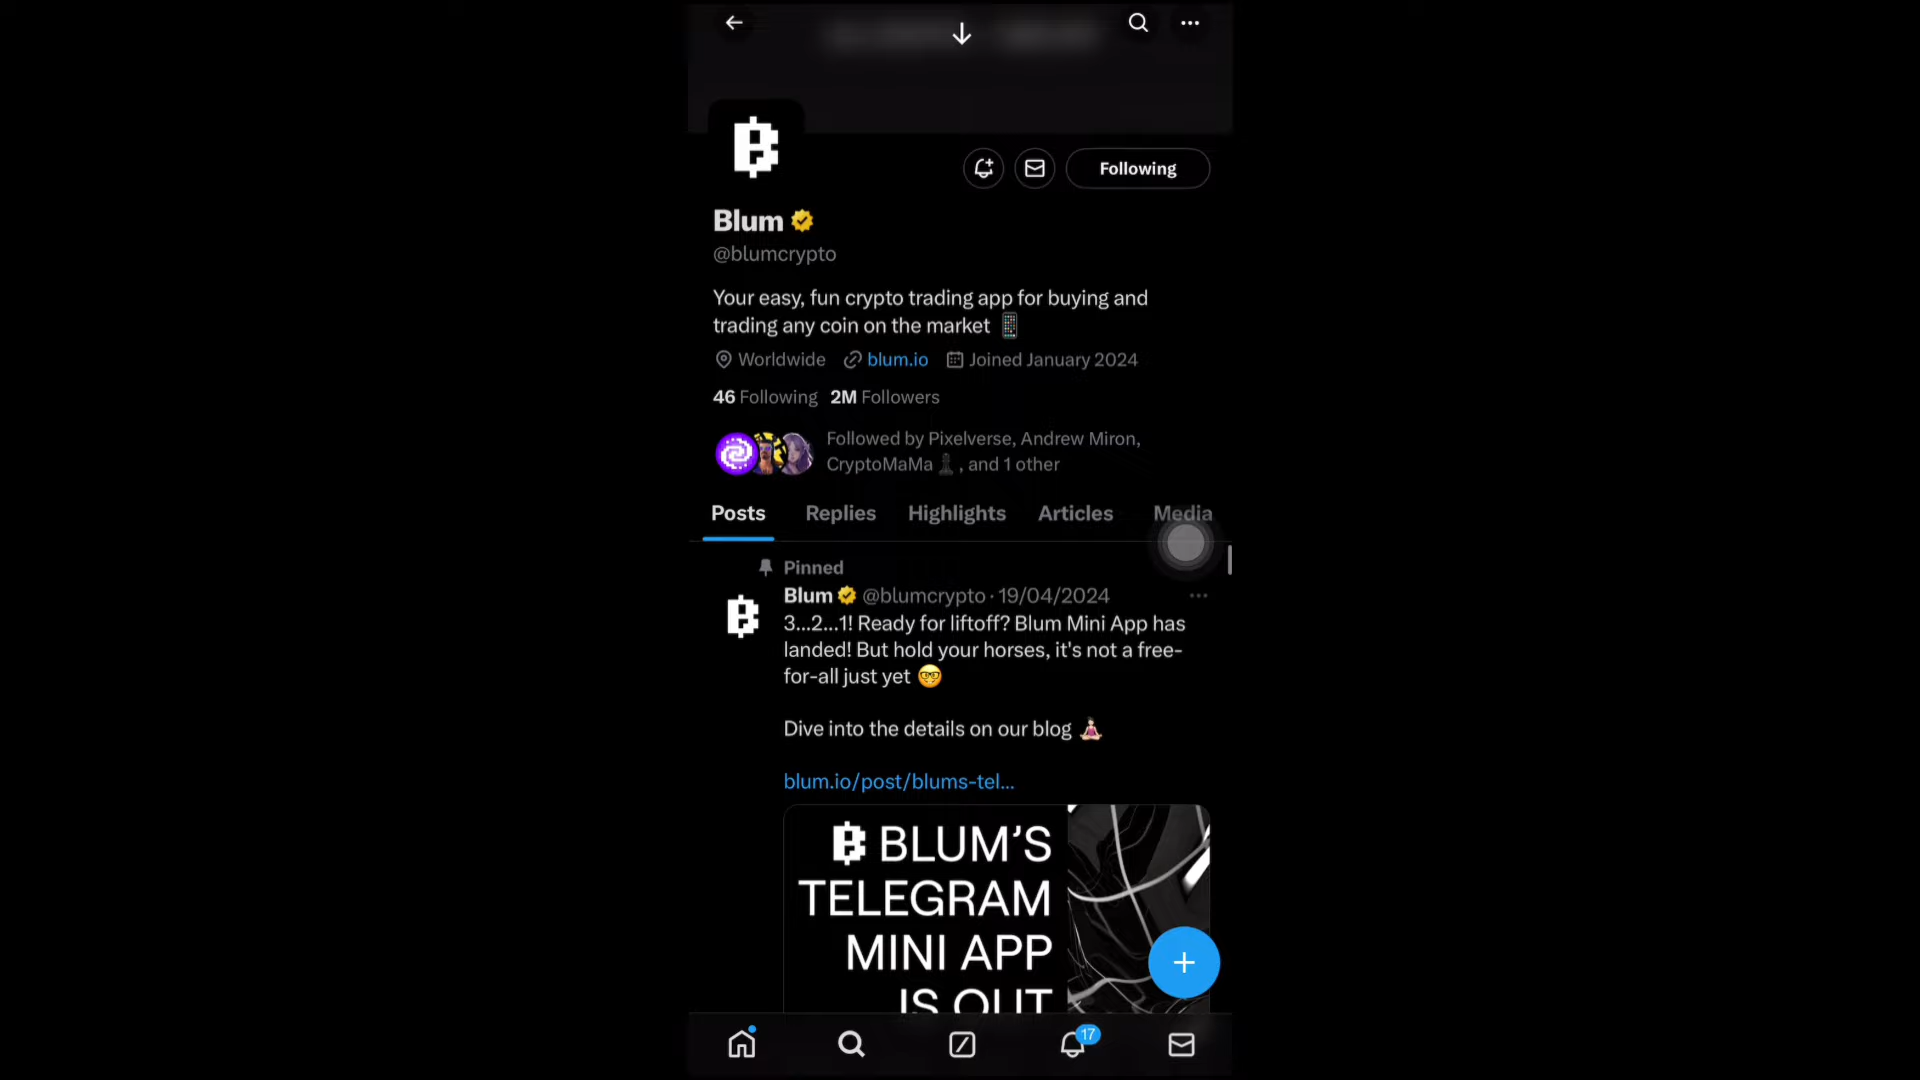 Following
Blum
@blumcrypto
Your easy, fun crypto trading app for buying and
trading any coin on the market 📱
Worldwide blum.io Joined January 2024
46 Following 2M Followers
Followed by Pixelverse, Andrew Miron,
CryptoMaMa♟, and 1 other
Posts Replies Highlights Articles Media
Pinned
Blum @blumcrypto · 19/04/2024
3...2...1! Ready for liftoff? Blum Mini App has
landed! But hold your horses, it's not a free-
for-all just yet 🤓
Dive into the details on our blog 🧘🏻‍♀️
blum.io/post/blums-tel...
BLUM’S
TELEGRAM
MINI APP
IS OUT
17